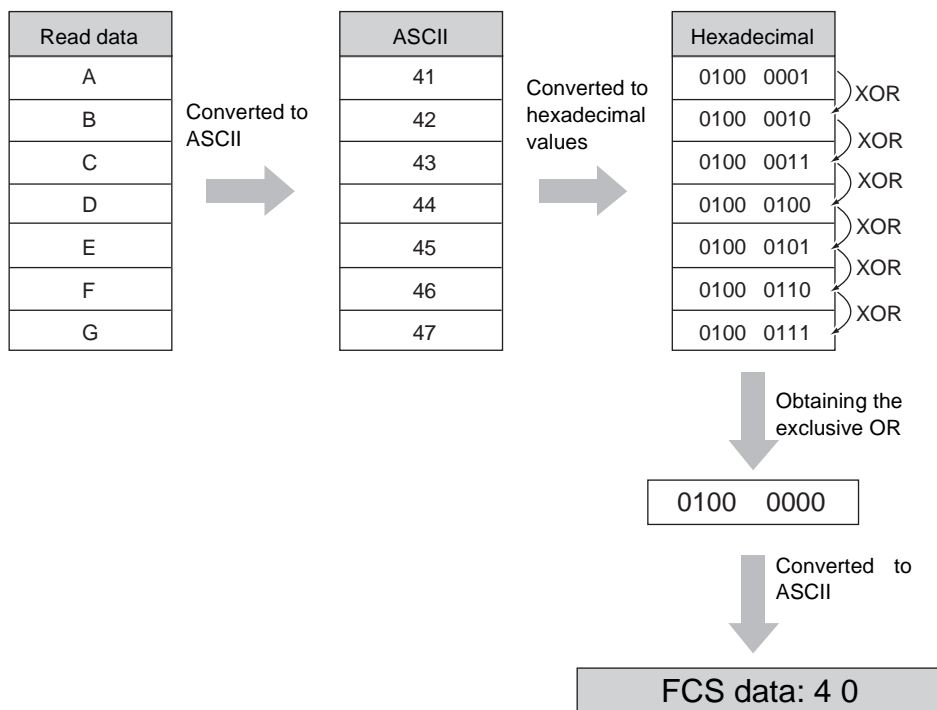 Read data
A
B
C
D
E
F
G
Converted to
ASCII
ASCII
41
42
43
44
45
46
47
Converted to
hexadecimal
values
Hexadecimal
0100 0001
0100 0010
0100 0011
0100 0100
0100 0101
0100 0110
0100 0111
XOR
XOR
XOR
XOR
XOR
XOR
Obtaining the
exclusive OR
0100 0000
Converted to
ASCII
FCS data: 4 0